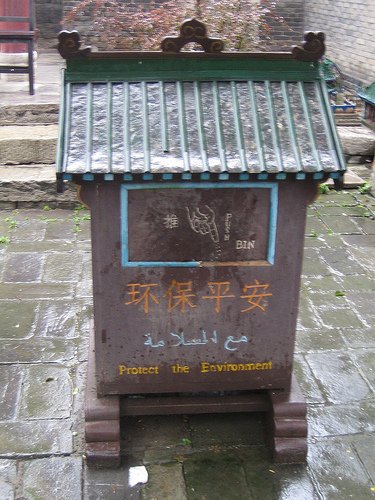 推 PUSH
BIN
环保平安
مع السلامة
Protect the Environment